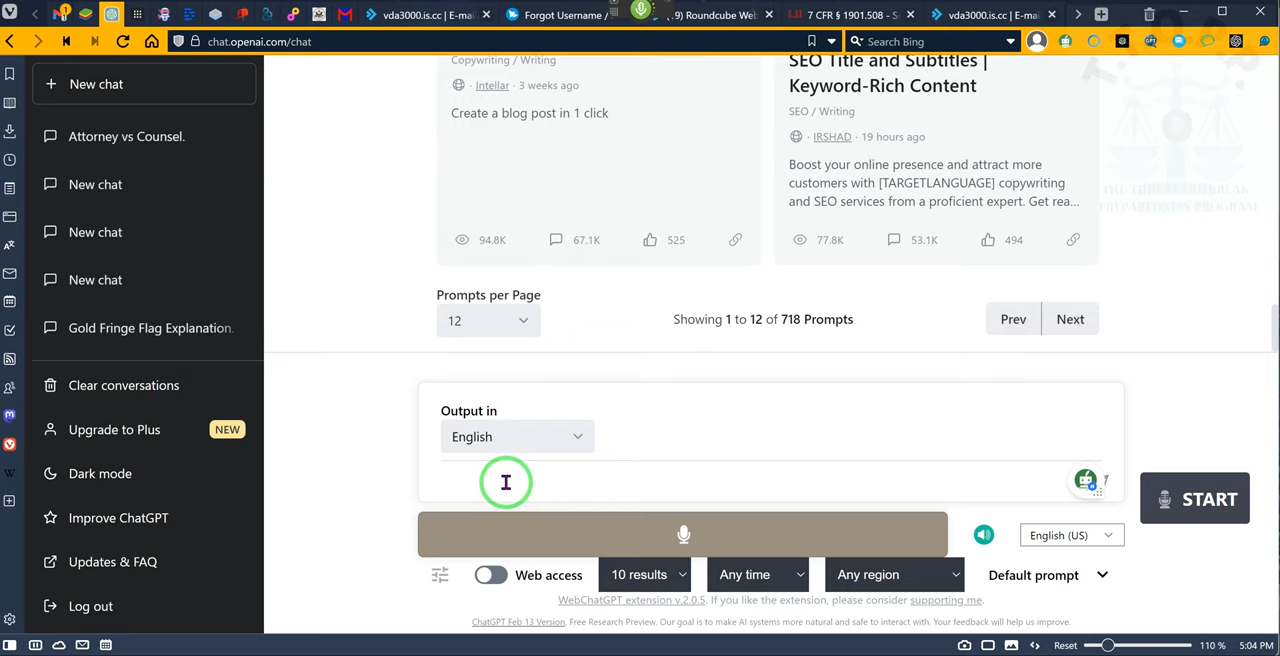 vda3000.is.cc | E-mai
Forgot Username /
9) Roundcube Web
7 CFR § 1901.508 - S
vda3000.is.cc | E-mai
chat.openai.com/chat
Search Bing
New chat
Attorney vs Counsel.
New chat
New chat
New chat
Gold Fringe Flag Explanation.
Clear conversations
Upgrade to Plus
NEW
Dark mode
Improve ChatGPT
Updates & FAQ
Log out
Copywriting / Writing
· Intellar · 3 weeks ago
Create a blog post in 1 click
94.8K 67.1K 525
SEO Title and Subtitles |
Keyword-Rich Content
SEO / Writing
· IRSHAD · 19 hours ago
Boost your online presence and attract more
customers with [TARGETLANGUAGE] copywriting
and SEO services from a proficient expert. Get rea...
77.8K 53.1K 494
THE THREAT OUTBREAK
PREPAREDNESS PROGRAM
Prompts per Page
12
Showing 1 to 12 of 718 Prompts
Prev
Next
Output in
English
START
English (US)
Web access
10 results
Any time
Any region
Default prompt
WebChatGPT extension v.2.0.5. If you like the extension, please consider supporting me.
ChatGPT Feb 13 Version. Free Research Preview. Our goal is to make AI systems more natural and safe to interact with. Your feedback will help us improve.
Reset
110 %
5:04 PM